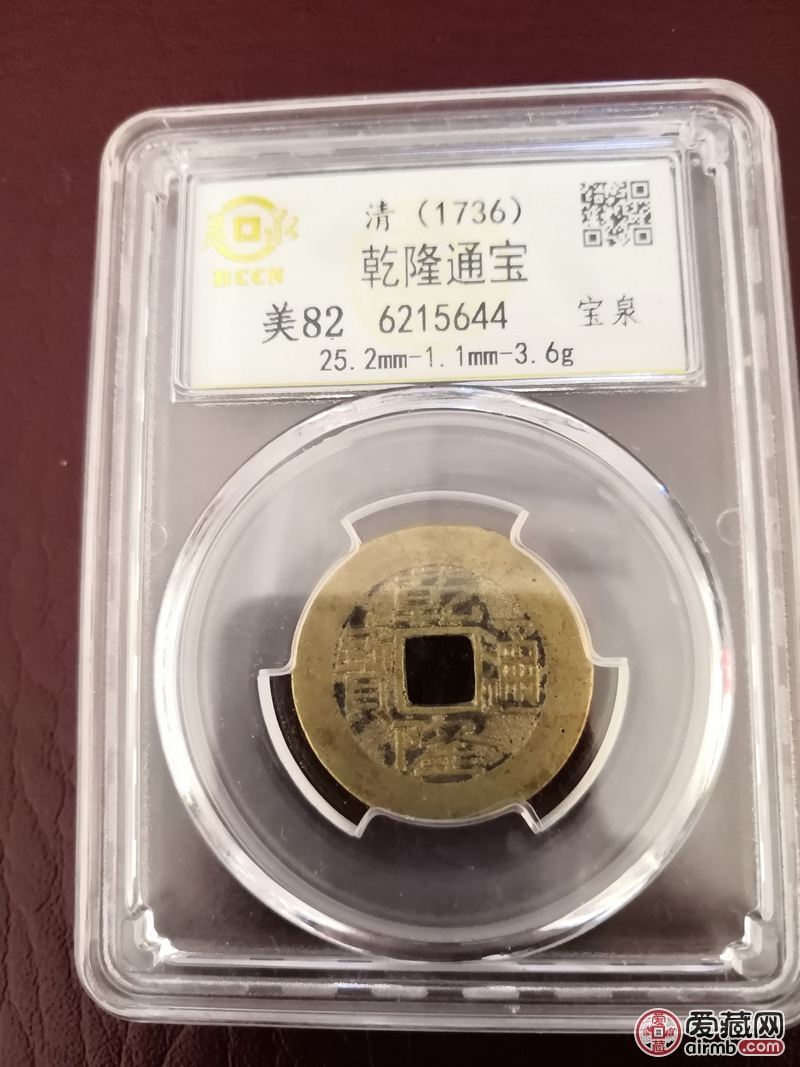 清（1736）
乾隆通宝
BCCN
美82 6215644 宝泉
25.2mm-1.1mm-3.6g
乾隆通寶
爱藏网
airmb.com